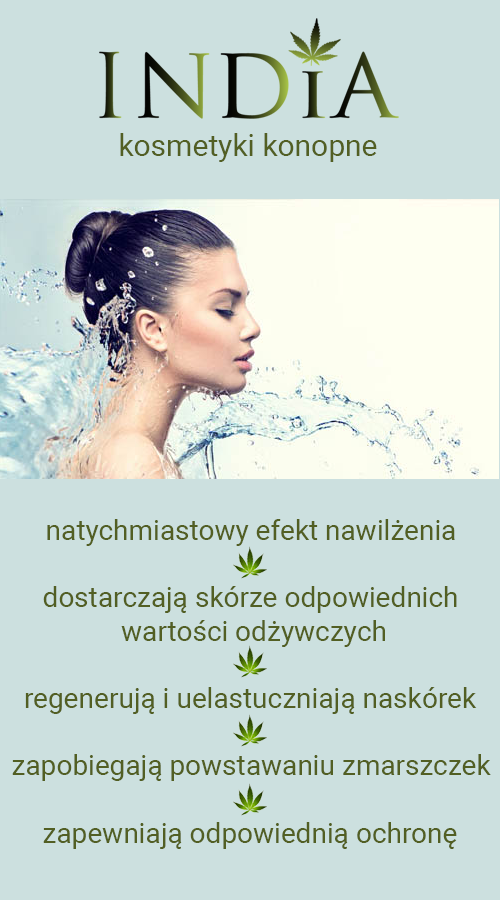 INDiA
kosmetyki konopne
natychmiastowy efekt nawilżenia
dostarczają skórze odpowiednich
wartości odżywczych
regenerują i uelastuczniają naskórek
zapobiegają powstawaniu zmarszczek
zapewniają odpowiednią ochronę